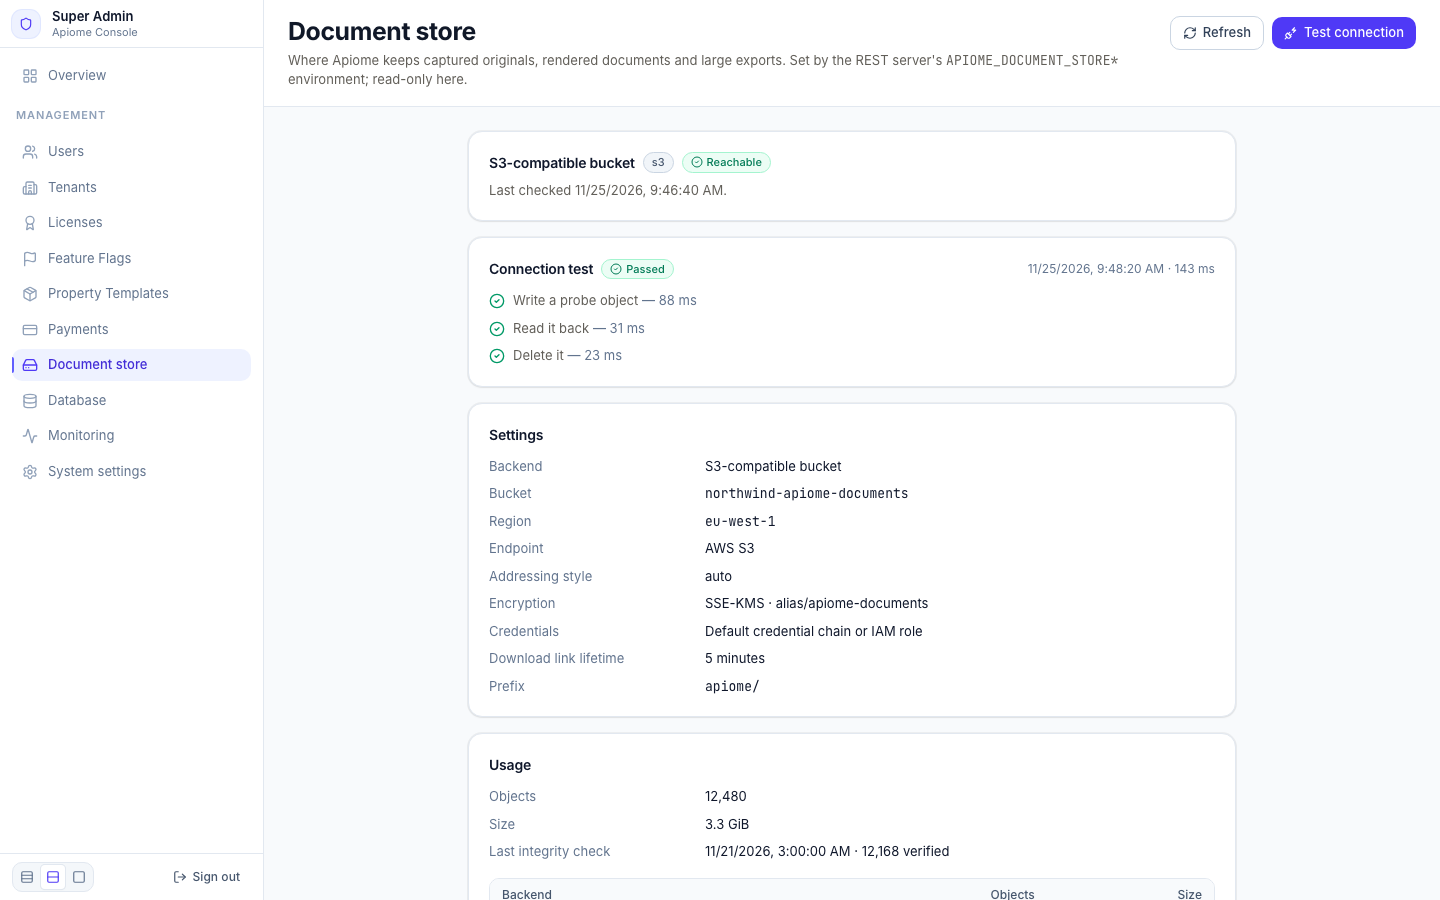 Super Admin
Apiome Console
Overview
MANAGEMENT
Users
Tenants
Licenses
Feature Flags
Property Templates
Payments
Document store
Database
Monitoring
System settings
Sign out
Document store
Where Apiome keeps captured originals, rendered documents and large exports. Set by the REST server's APIOME_DOCUMENT_STORE*
environment; read-only here.
Refresh
Test connection
S3-compatible bucket s3 Reachable
Last checked 11/25/2026, 9:46:40 AM.
Connection test Passed 11/25/2026, 9:48:20 AM · 143 ms
Write a probe object — 88 ms
Read it back — 31 ms
Delete it — 23 ms
Settings
Backend S3-compatible bucket
Bucket northwind-apiome-documents
Region eu-west-1
Endpoint AWS S3
Addressing style auto
Encryption SSE-KMS · alias/apiome-documents
Credentials Default credential chain or IAM role
Download link lifetime 5 minutes
Prefix apiome/
Usage
Objects 12,480
Size 3.3 GiB
Last integrity check 11/21/2026, 3:00:00 AM · 12,168 verified
Backend Objects Size